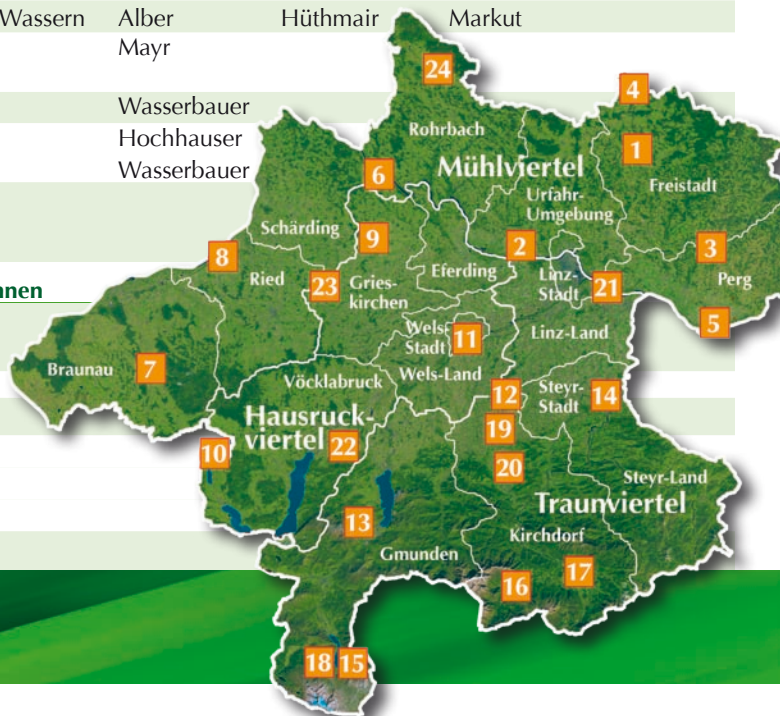 Wassern Alber Hüthmair Markut
Mayr
24
4
Wasserbauer
Rohrbach
Hochhauser
1
Wasserbauer
Mühlviertel
6
Freistadt
Urfahr-
Umgebung
Schärding
9
2
3
8
Eferding
Ried
23
Gries-
kirchen
Linz-
Stadt
21
Perg
nnen
5
Wels-
Stadt
11
Linz-Land
Braunau
7
Vöcklabruck
Wels-Land
12
Steyr-
Stadt
14
Hausruck-
viertel
22
19
10
20
Steyr-Land
Traunviertel
13
Kirchdorf
Gmunden
17
16
18
15